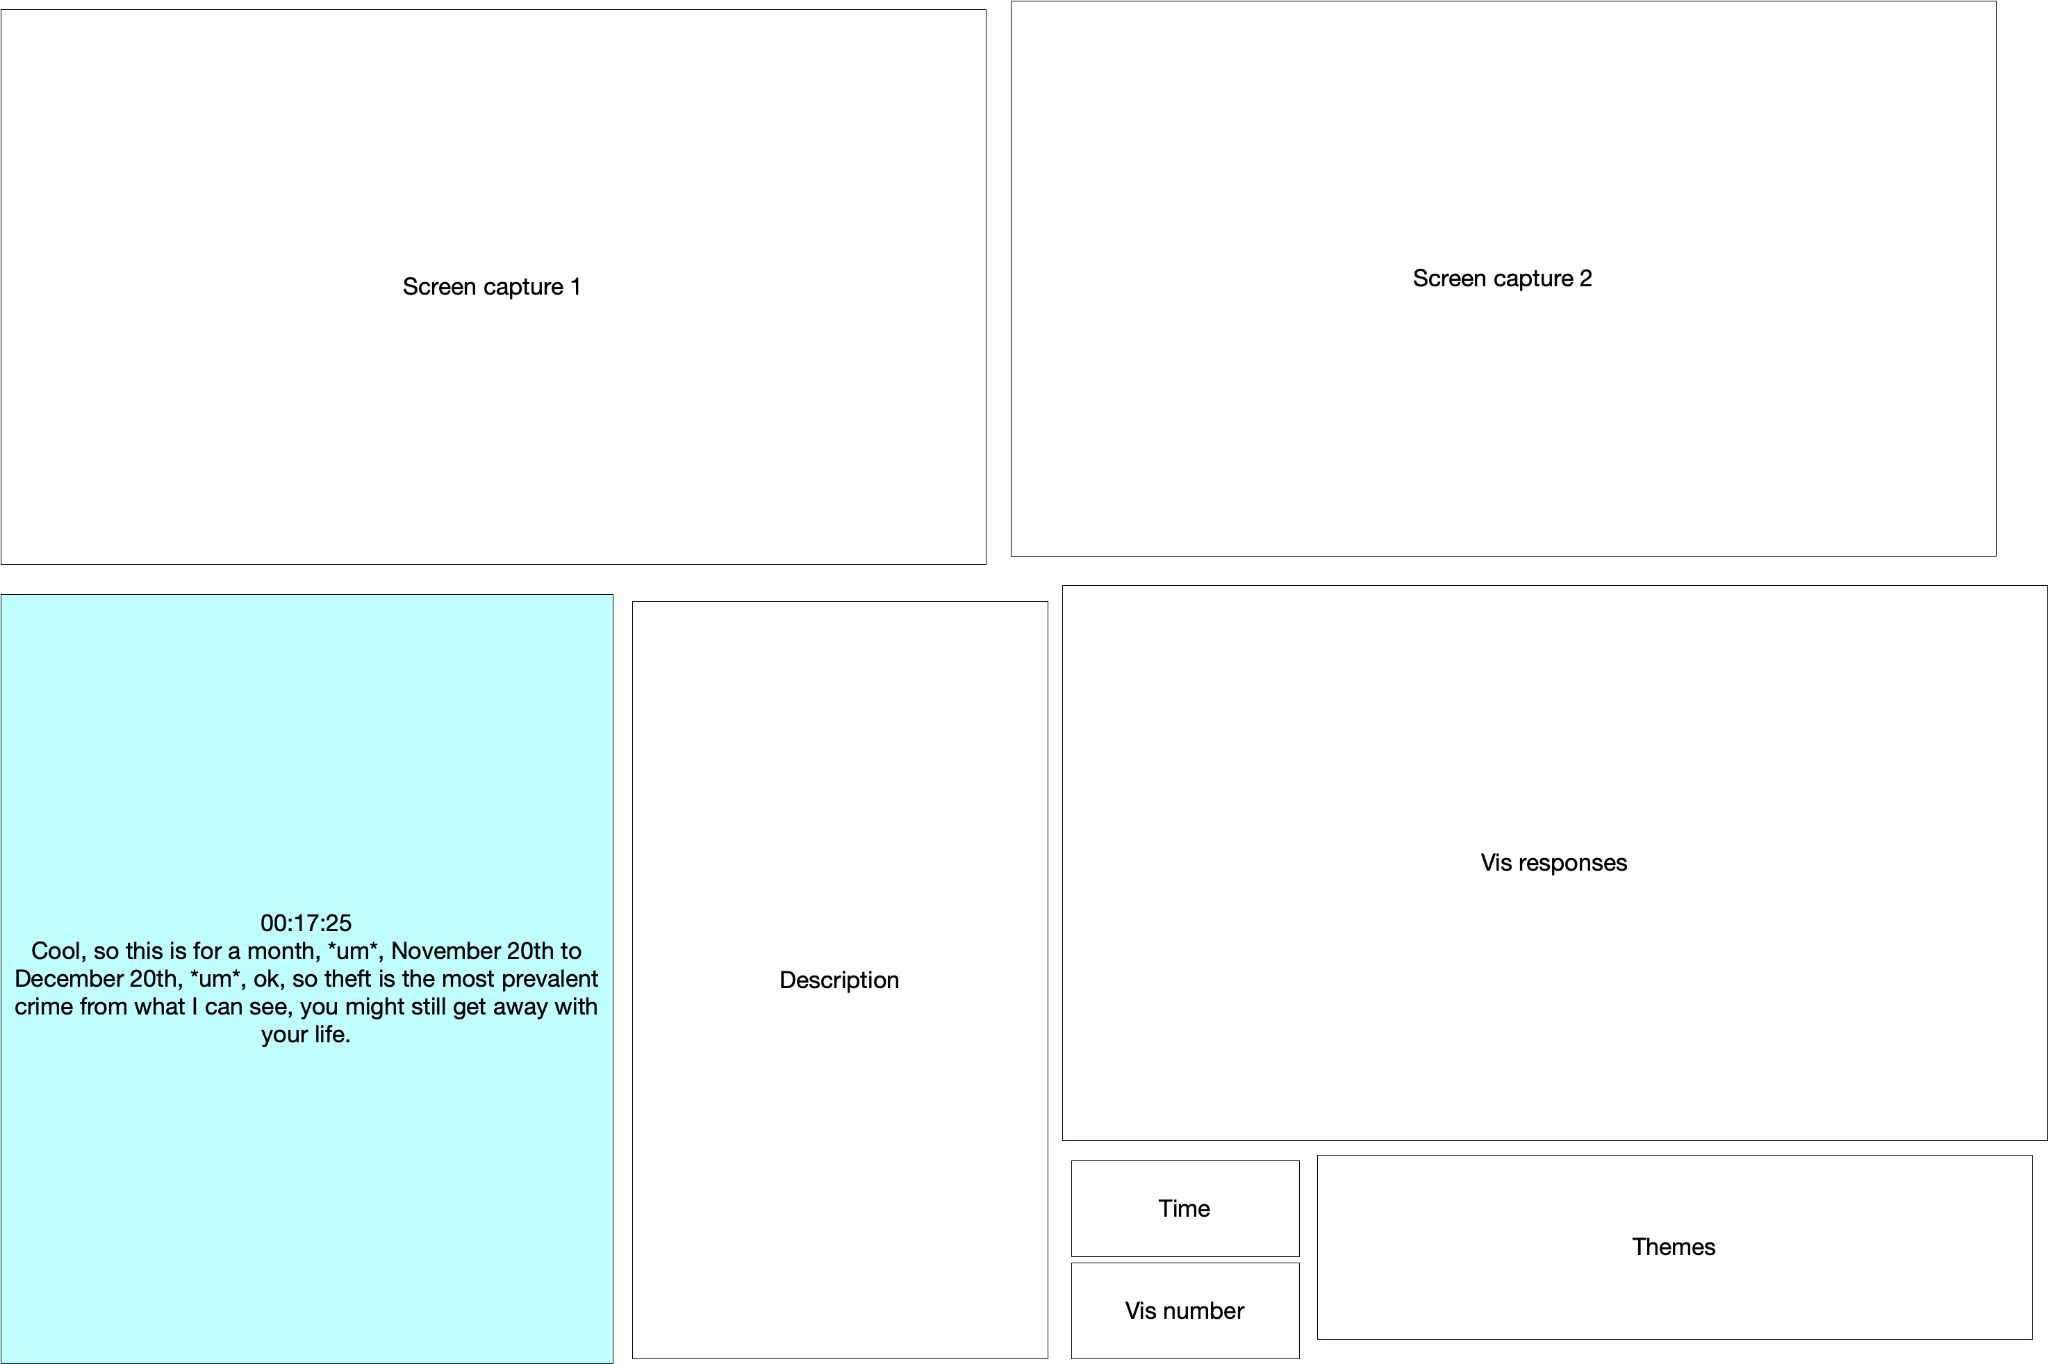 Screen capture 1
Screen capture 2
00:17:25
Cool, so this is for a month, *um*, November 20th to
December 20th, *um*, ok, so theft is the most prevalent
crime from what I can see, you might still get away with
your life.
Description
Vis responses
Time
Vis number
Themes